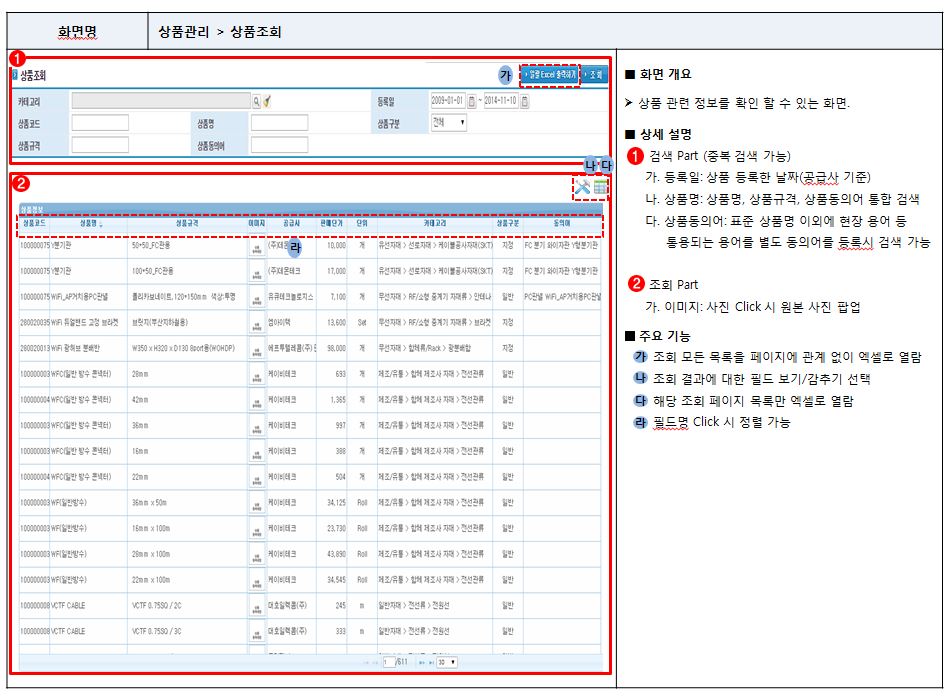 화면명
상품관리 > 상품조회
1
상품조회
가
일괄 Excel 출력하기
조 회
카테고리
등록일
2009-01-01 ~ 2014-11-10
상품코드
상품명
상품구분
전체
상품규격
상품동의어
나 다
2
상품정보
상품코드 상품명 상품규격 이미지 공급사 판매단가 단위 카테고리 상품구분 동의어
라
100000075 Y분기관 50*50_FC관용 10,000 개 유선자재 > 선로자재 > 케이블공사자재(SKT) 지정 FC 분기 와이자관 Y형분기관
100000075 Y분기관 100*50_FC관용 (주)대몬테크 17,000 개 유선자재 > 선로자재 > 케이블공사자재(SKT) 지정 FC 분기 와이자관 Y형분기관
100000075 WiFi_AP거치용PC판넬 폴리카보네이트,120*150mm 색상:투명 유큐테크놀로지스 7,100 개 무선자재 > RF/소형 중계기 자재류 > 안테나 일반 PC판넬 WiFi_AP거치용PC판넬
280020035 WiFi 듀얼밴드 고정 브라켓 브릿지(부산지하철용) 엠아이텍 13,600 Set 무선자재 > RF/소형 중계기 자재류 > 브라켓 지정
280020013 WiFi 광허브 분배반 W350 x H320 x D130 8port용(WOHDP) 에프투텔레콤(주) 98,000 개 무선자재 > 함체류/Rack > 광분배함 지정
100000003 WFC(일반 방수 콘넥터) 28mm 케이비테크 693 개 제조/유통 > 함체 제조사 자재 > 전선관류 일반
100000004 WFC(일반 방수 콘넥터) 42mm 케이비테크 1,365 개 제조/유통 > 함체 제조사 자재 > 전선관류 일반
100000003 WFC(일반 방수 콘넥터) 36mm 케이비테크 997 개 제조/유통 > 함체 제조사 자재 > 전선관류 일반
100000003 WFC(일반 방수 콘넥터) 16mm 케이비테크 388 개 제조/유통 > 함체 제조사 자재 > 전선관류 일반
100000004 WFC(일반 방수 콘넥터) 22mm 케이비테크 504 개 제조/유통 > 함체 제조사 자재 > 전선관류 일반
100000003 WF(일반방수) 36mm x 50m 케이비테크 34,125 Roll 제조/유통 > 함체 제조사 자재 > 전선관류 일반
100000003 WF(일반방수) 16mm x 100m 케이비테크 23,730 Roll 제조/유통 > 함체 제조사 자재 > 전선관류 일반
100000003 WF(일반방수) 28mm x 100m 케이비테크 43,890 Roll 제조/유통 > 함체 제조사 자재 > 전선관류 일반
100000003 WF(일반방수) 22mm x 100m 케이비테크 34,545 Roll 제조/유통 > 함체 제조사 자재 > 전선관류 일반
100000008 VCTF CABLE VCTF 0.75SQ / 2C 대호일렉콤(주) 245 m 일반자재 > 전선류 > 전원선 일반
100000008 VCTF CABLE VCTF 0.75SQ / 3C 대호일렉콤(주) 333 m 일반자재 > 전선류 > 전원선 일반
1 /611 30
■ 화면 개요
➢ 상품 관련 정보를 확인 할 수 있는 화면.
■ 상세 설명
1 검색 Part (중복 검색 가능)
가. 등록일: 상품 등록한 날짜(공급사 기준)
나. 상품명: 상품명, 상품규격, 상품동의어 통합 검색
다. 상품동의어: 표준 상품명 이외에 현장 용어 등
통용되는 용어를 별도 동의어를 등록시 검색 가능
2 조회 Part
가. 이미지: 사진 Click 시 원본 사진 팝업
■ 주요 기능
가 조회 모든 목록을 페이지에 관계 없이 엑셀로 열람
나 조회 결과에 대한 필드 보기/감추기 선택
다 해당 조회 페이지 목록만 엑셀로 열람
라 필드명 Click 시 정렬 가능